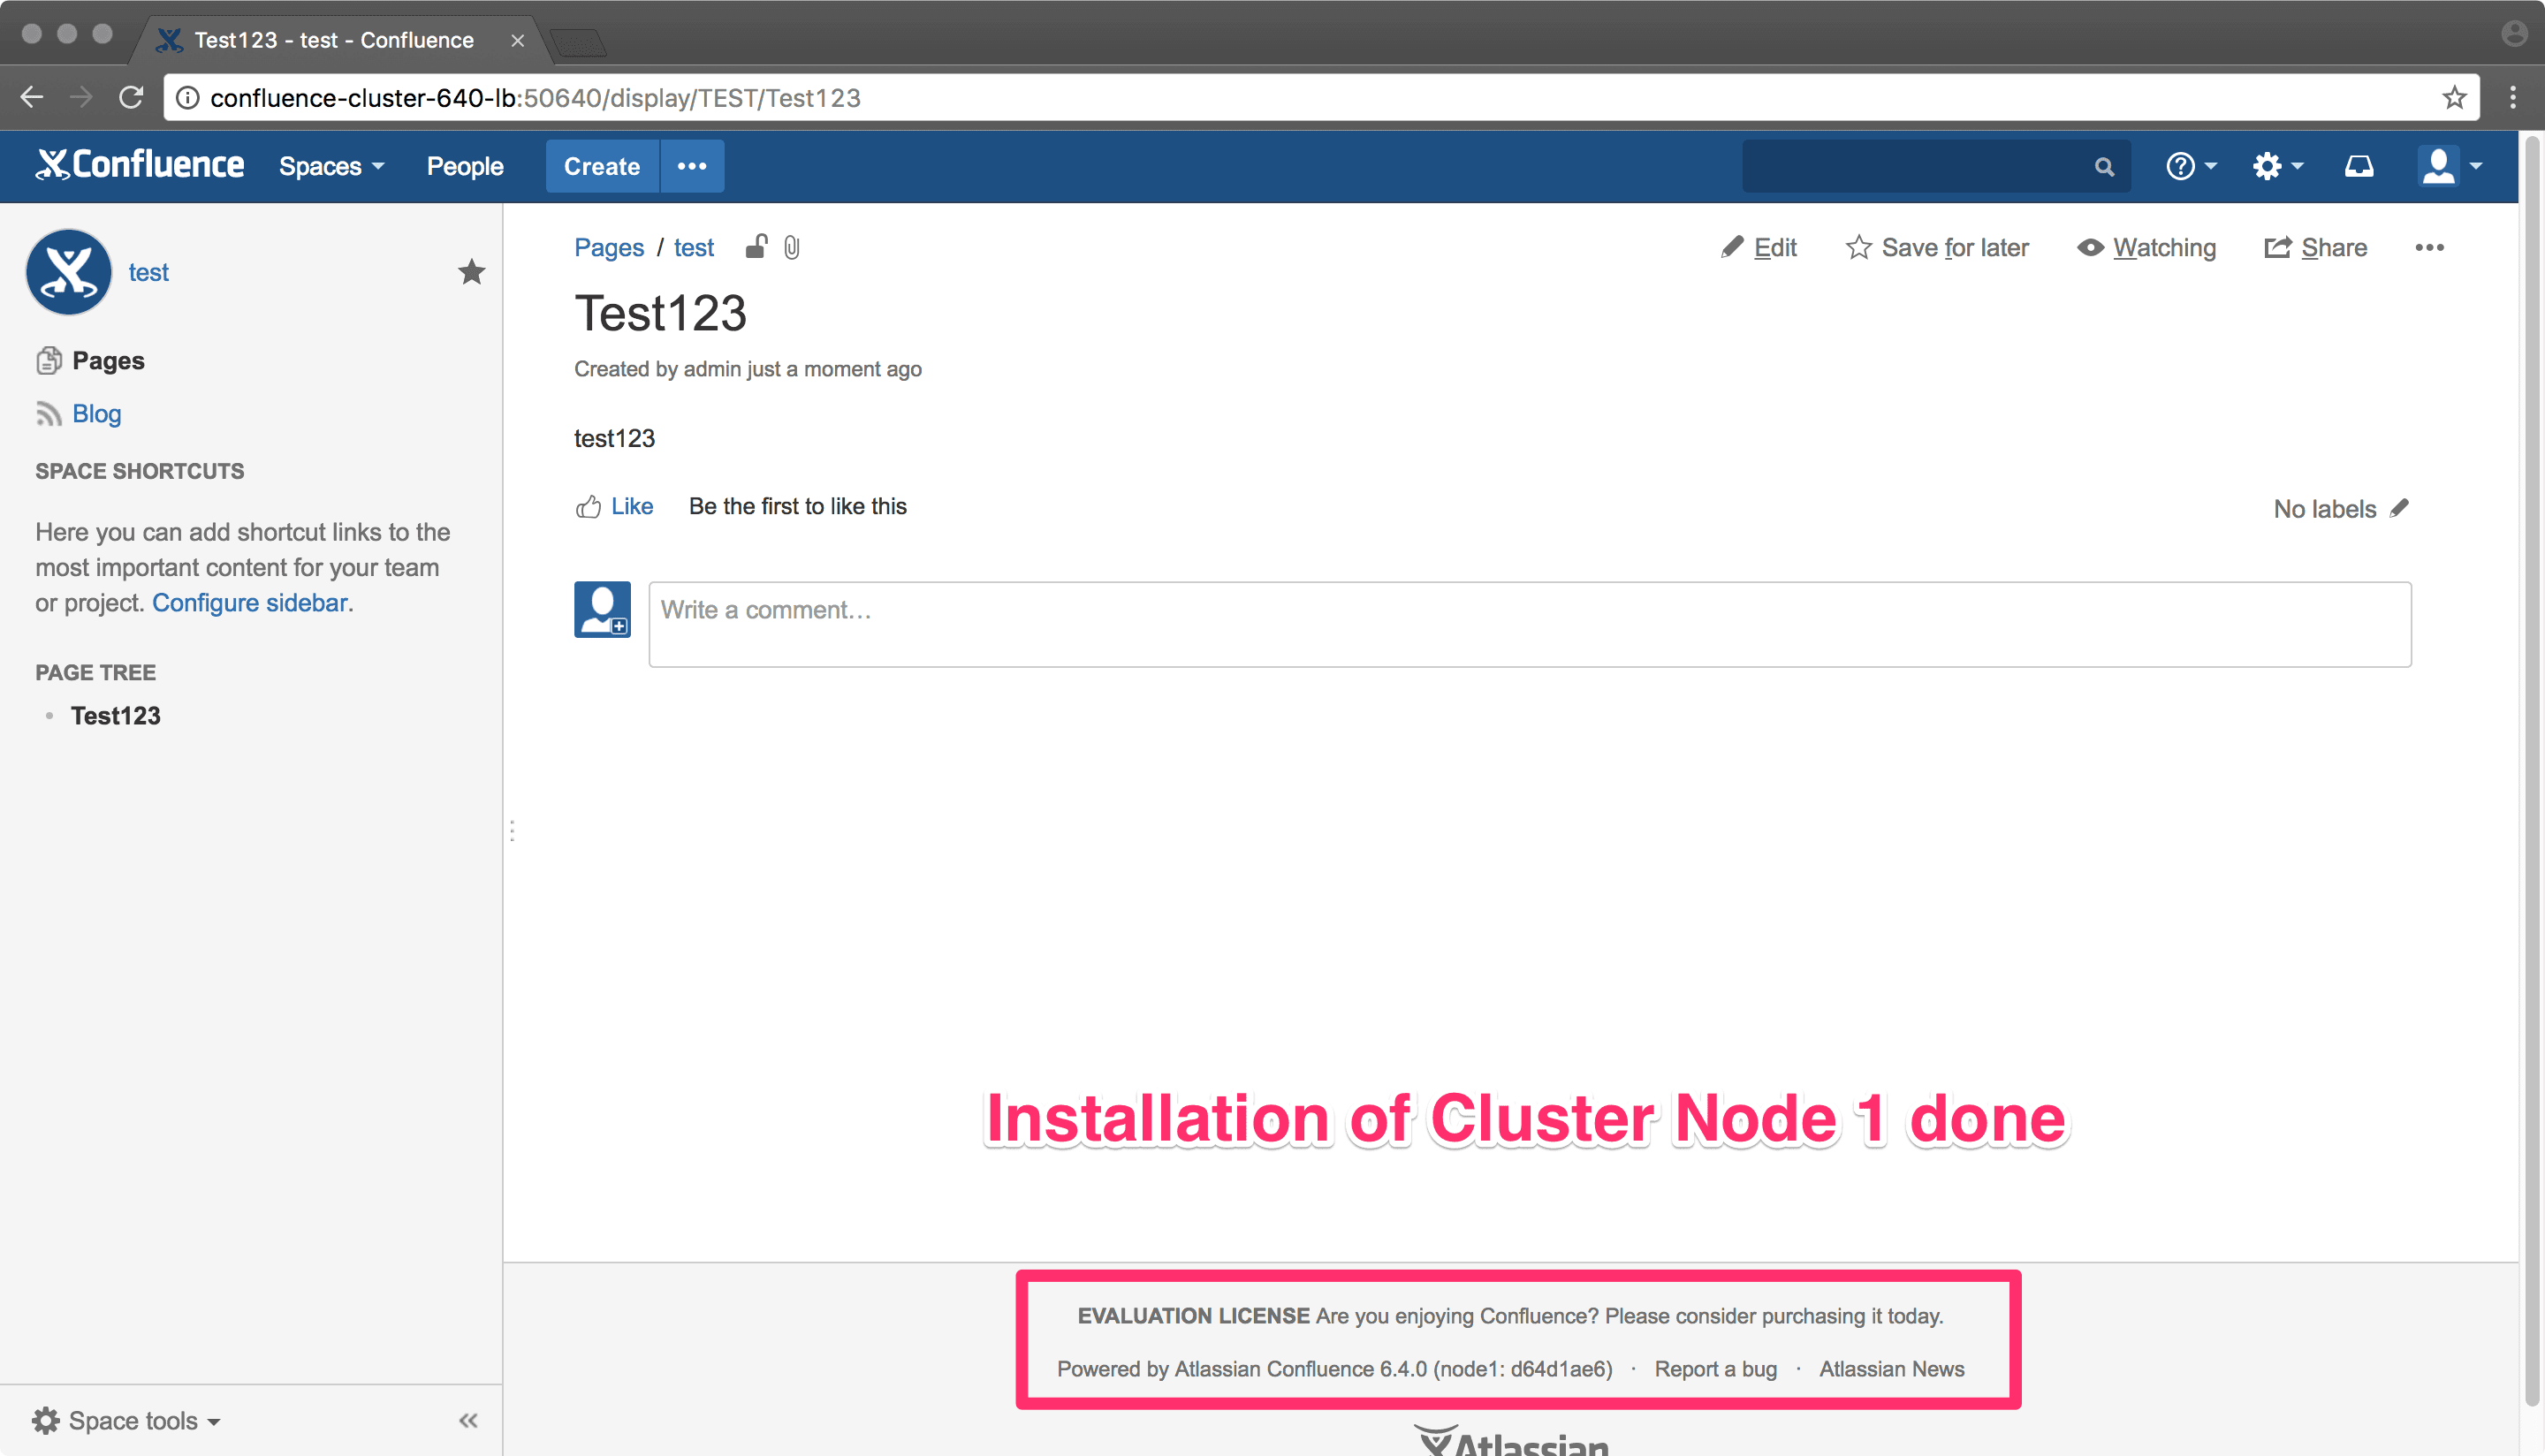 Test123 - test - Confluence
confluence-cluster-640-lb:50640/display/TEST/Test123
Confluence Spaces People Create
test
Pages
Blog
SPACE SHORTCUTS
Here you can add shortcut links to the
most important content for your team
or project. Configure sidebar.
PAGE TREE
Test123
Space tools
Pages / test
Edit Save for later Watching Share
Test123
Created by admin just a moment ago
test123
Like Be the first to like this
No labels
Write a comment…
Installation of Cluster Node 1 done
EVALUATION LICENSE Are you enjoying Confluence? Please consider purchasing it today.
Powered by Atlassian Confluence 6.4.0 (node1: d64d1ae6) · Report a bug · Atlassian News
Atlassian